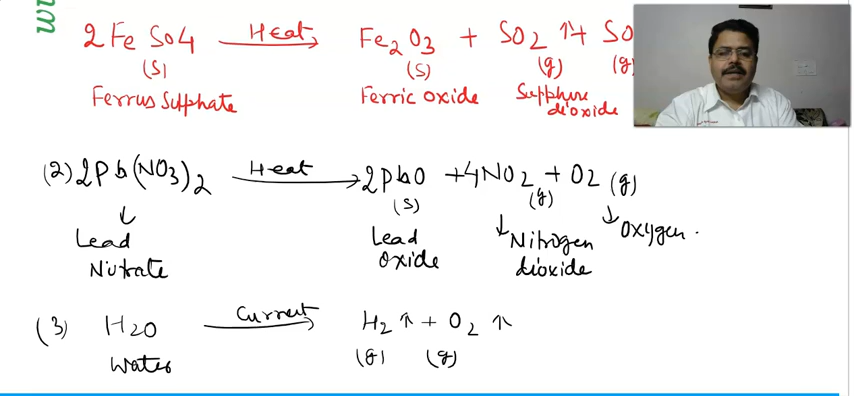 2FeSO4 —Heat→ Fe2O3 + SO2 ↑+ SO
(s) (s) (g) (g)
Ferrus Sulphate Ferric Oxide Supphur dioxide
(2) 2Pb(NO3)2 —Heat→ 2PbO + 4NO2 + O2 (g)
(s) (g)
↓ ↓ ↓
Lead Nitrate Lead Oxide Nitrogen dioxide Oxygen.
(3) H2O —Current→ H2 ↑ + O2 ↑
Water (g) (g)